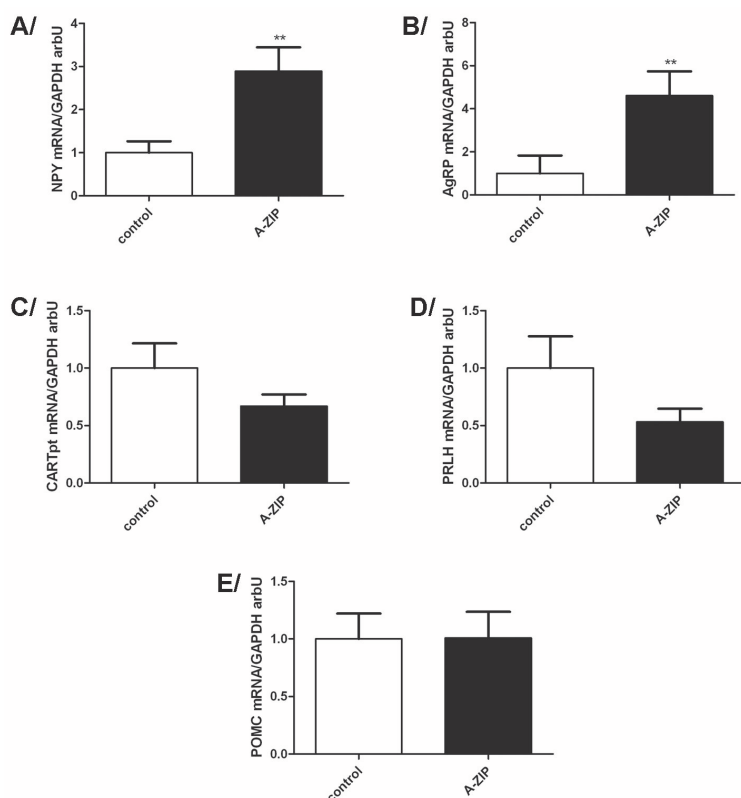 A/
NPY mRNA/GAPDH arbU
4
3
2
1
0
**
control
A-ZIP
B/
AgRP mRNA/GAPDH arbU
8
6
4
2
0
**
control
A-ZIP
C/
CARTpt mRNA/GAPDH arbU
1.5
1.0
0.5
0.0
control
A-ZIP
D/
PRLH mRNA/GAPDH arbU
1.5
1.0
0.5
0.0
control
A-ZIP
E/
POMC mRNA/GAPDH arbU
1.5
1.0
0.5
0.0
control
A-ZIP